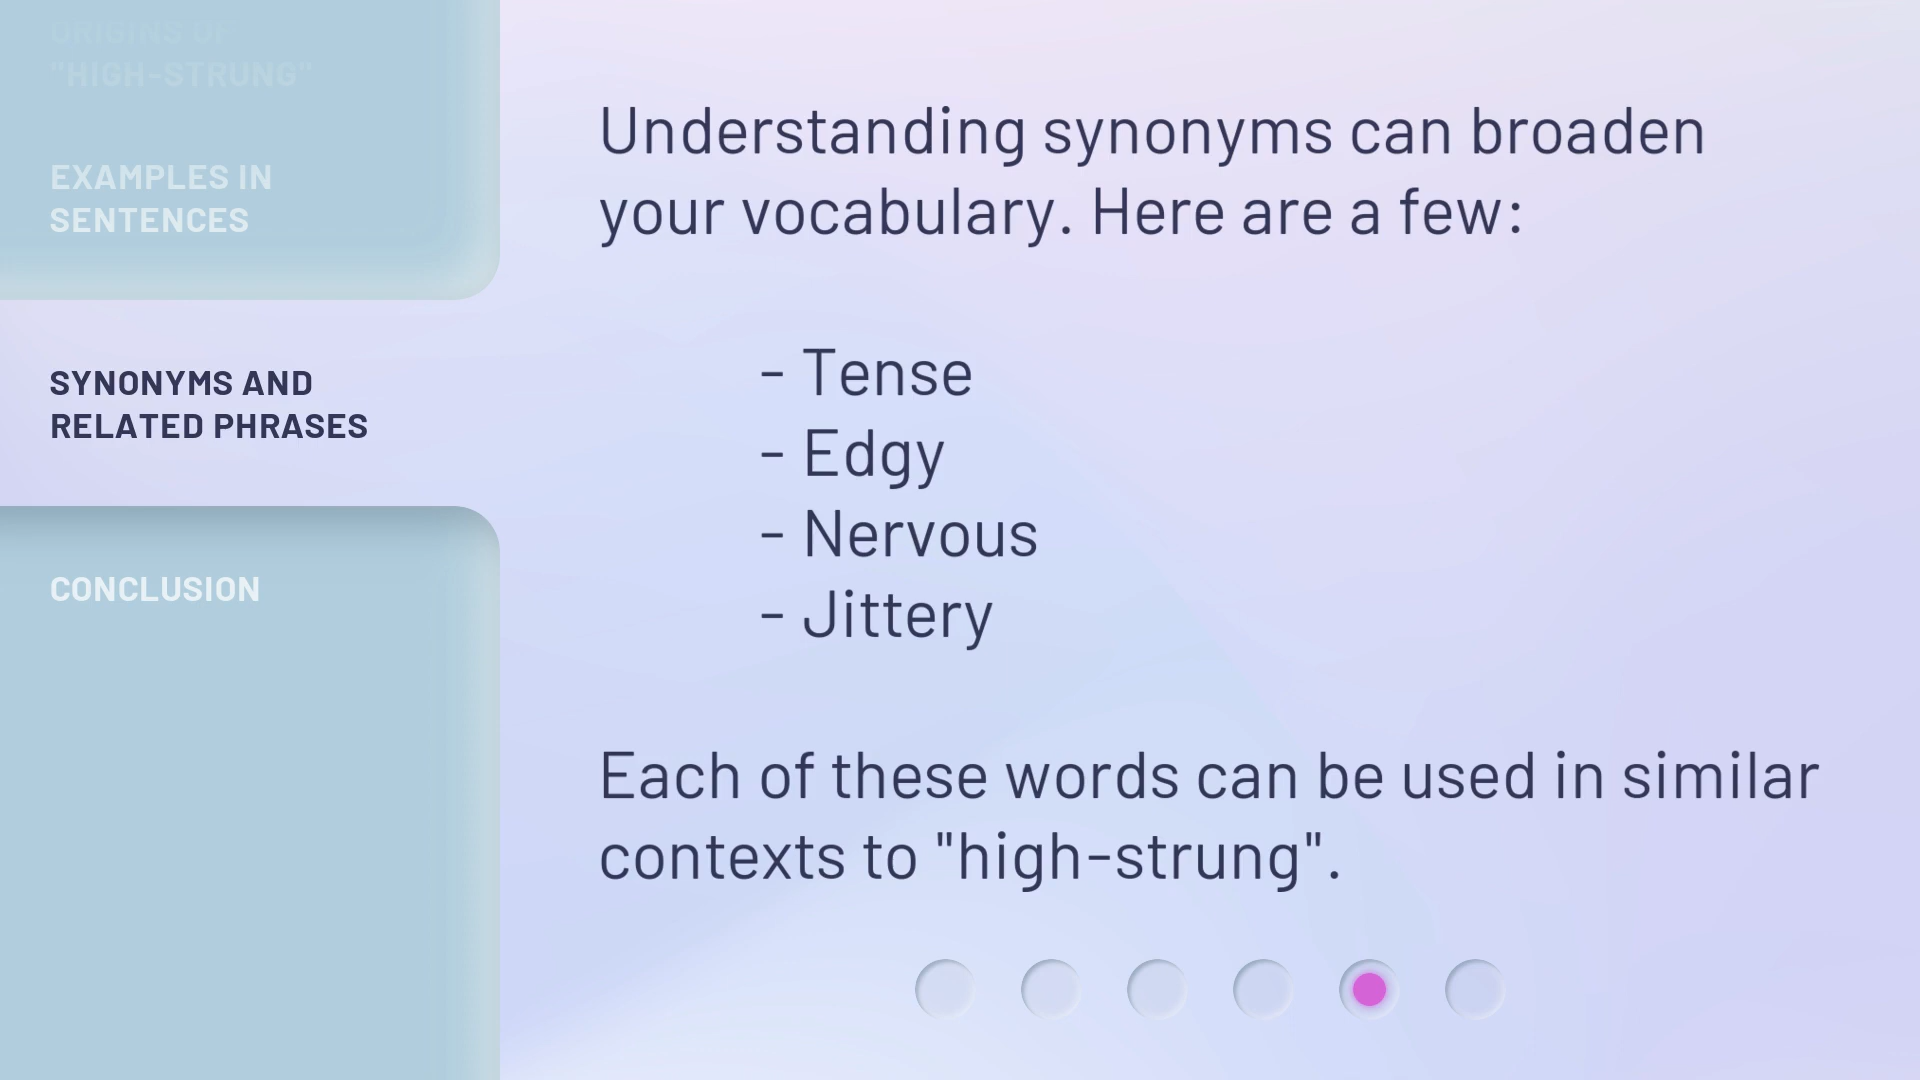 ORIGINS OF
"HIGH-STRUNG"
EXAMPLES IN
SENTENCES
SYNONYMS AND
RELATED PHRASES
CONCLUSION
Understanding synonyms can broaden
your vocabulary. Here are a few:
- Tense
- Edgy
- Nervous
- Jittery
Each of these words can be used in similar
contexts to "high-strung".